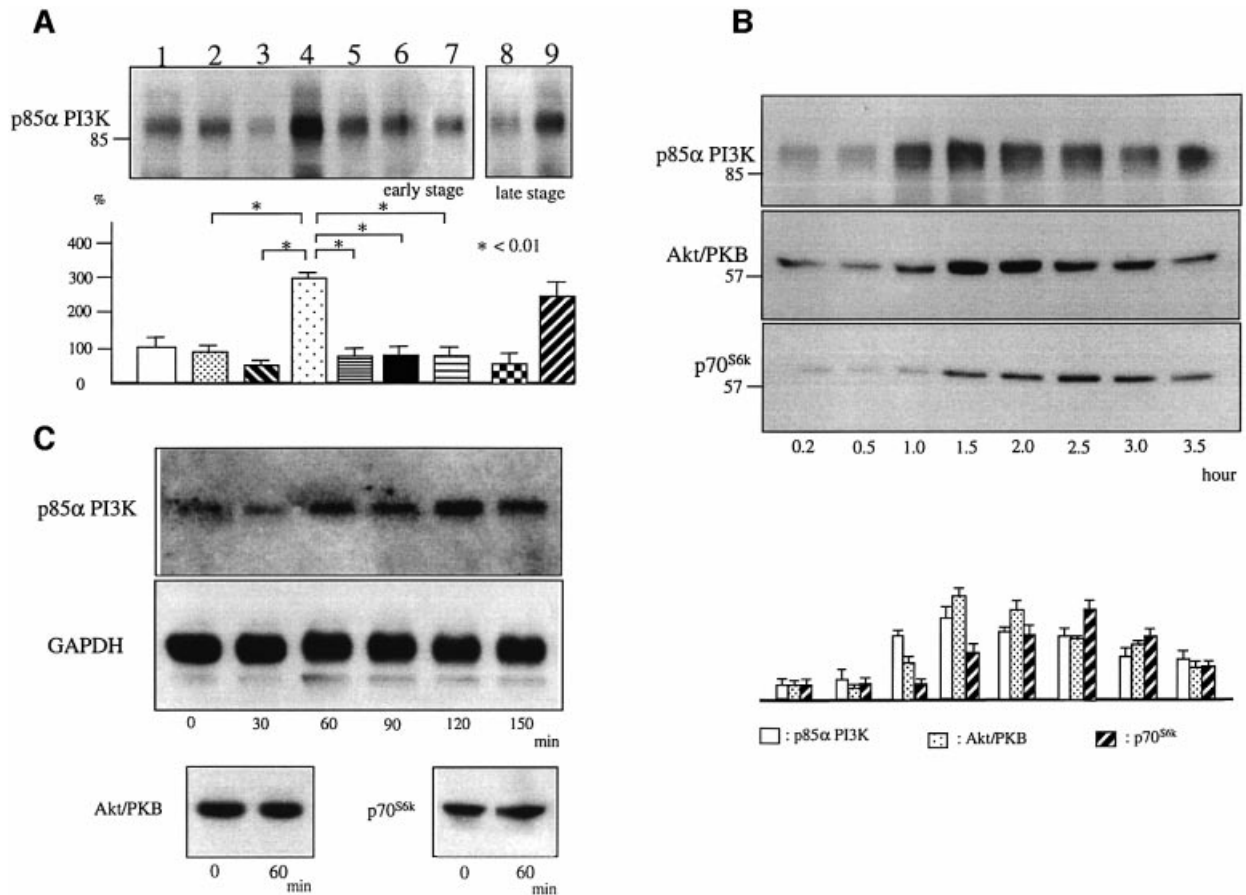 A
1 2 3 4 5 6 7 8 9
p85α PI3K
85
early stage
late stage
%
* < 0.01
* * * * *
400
300
200
100
0
B
p85α PI3K
85
Akt/PKB
57
p70S6k
57
0.2 0.5 1.0 1.5 2.0 2.5 3.0 3.5
hour
: p85α PI3K : Akt/PKB : p70S6k
C
p85α PI3K
GAPDH
0 30 60 90 120 150
min
Akt/PKB
0 60
min
p70S6k
0 60
min